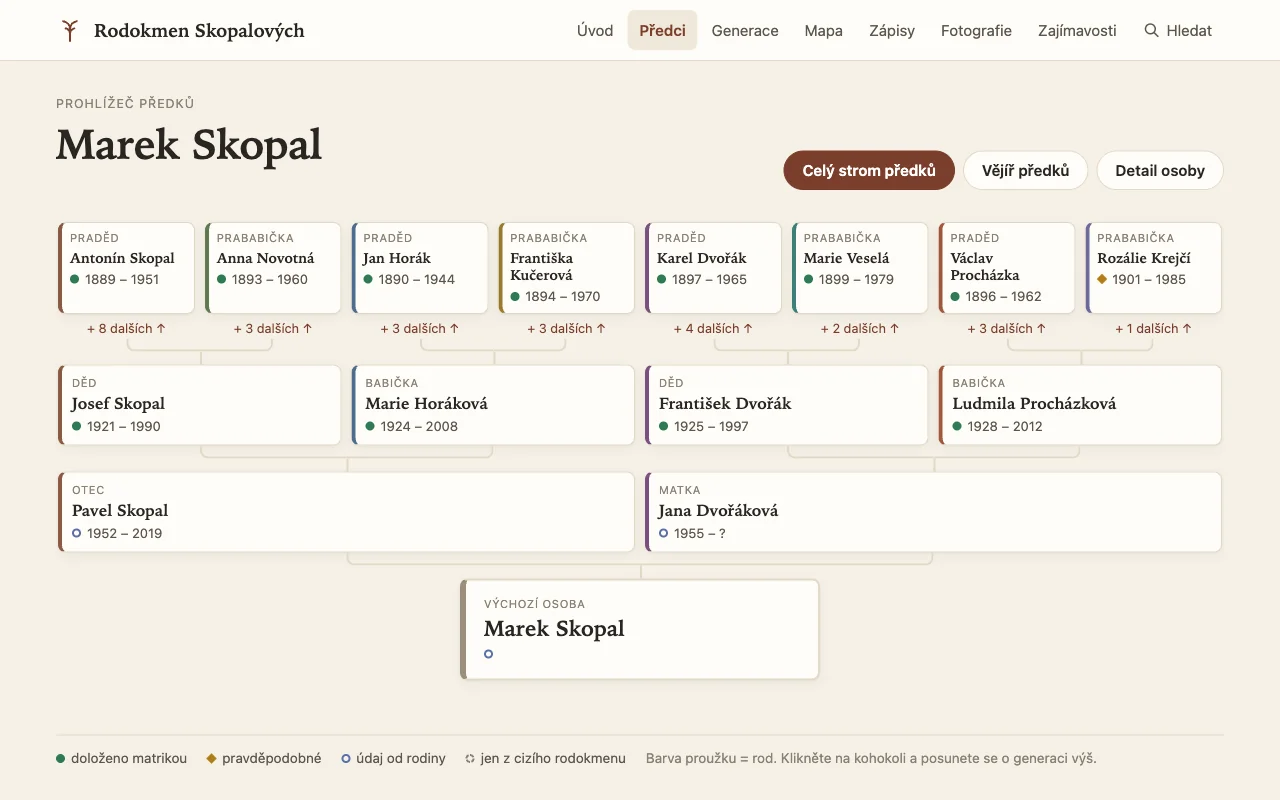 Rodokmen Skopalových
Úvod
Předci
Generace
Mapa
Zápisy
Fotografie
Zajímavosti
Hledat
PROHLÍŽEČ PŘEDKŮ
Marek Skopal
Celý strom předků
Vějíř předků
Detail osoby
PRADĚD
Antonín Skopal
1889 – 1951
+ 8 dalších ↑
PRABABIČKA
Anna Novotná
1893 – 1960
+ 3 dalších ↑
PRADĚD
Jan Horák
1890 – 1944
+ 3 dalších ↑
PRABABIČKA
Františka
Kučerová
1894 – 1970
+ 3 dalších ↑
PRADĚD
Karel Dvořák
1897 – 1965
+ 4 dalších ↑
PRABABIČKA
Marie Veselá
1899 – 1979
+ 2 dalších ↑
PRADĚD
Václav
Procházka
1896 – 1962
+ 3 dalších ↑
PRABABIČKA
Rozálie Krejčí
1901 – 1985
+ 1 dalších ↑
DĚD
Josef Skopal
1921 – 1990
BABIČKA
Marie Horáková
1924 – 2008
DĚD
František Dvořák
1925 – 1997
BABIČKA
Ludmila Procházková
1928 – 2012
OTEC
Pavel Skopal
1952 – 2019
MATKA
Jana Dvořáková
1955 – ?
VÝCHOZÍ OSOBA
Marek Skopal
doloženo matrikou
pravděpodobné
údaj od rodiny
jen z cizího rodokmenu
Barva proužku = rod. Klikněte na kohokoli a posunete se o generaci výš.